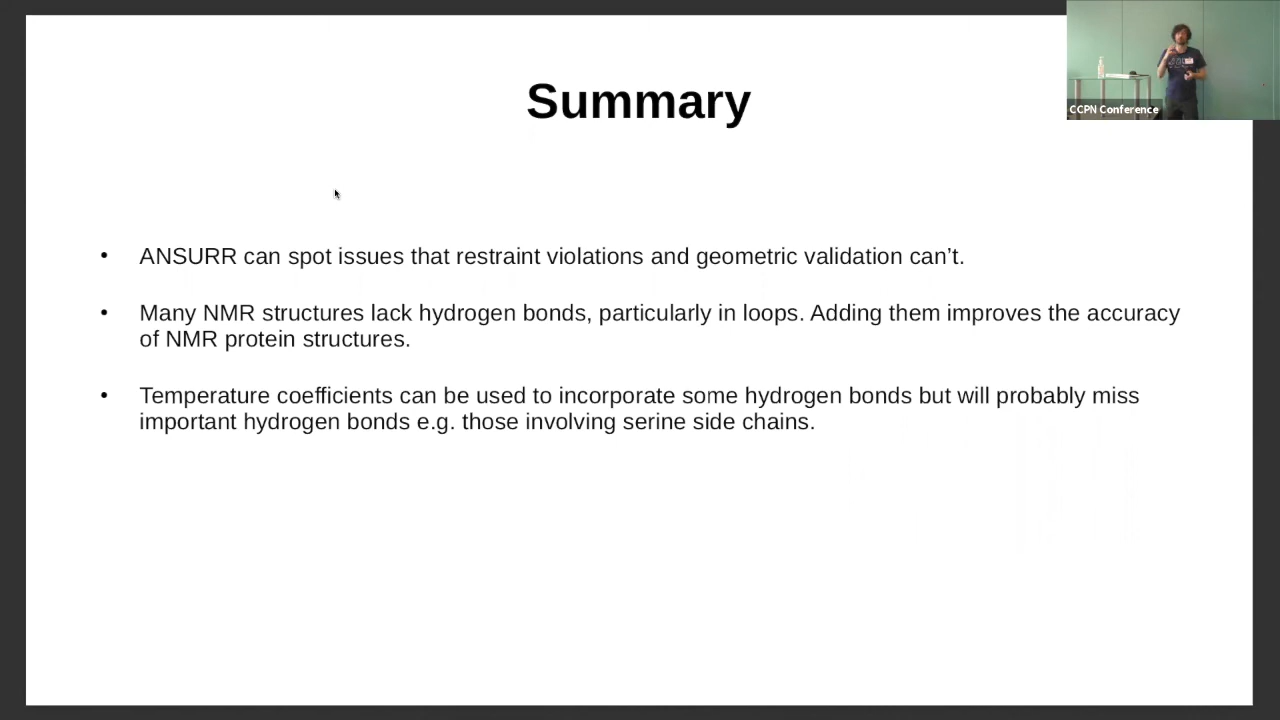 Summary
CCPN Conference
• ANSURR can spot issues that restraint violations and geometric validation can’t.
• Many NMR structures lack hydrogen bonds, particularly in loops. Adding them improves the accuracy
of NMR protein structures.
• Temperature coefficients can be used to incorporate some hydrogen bonds but will probably miss
important hydrogen bonds e.g. those involving serine side chains.